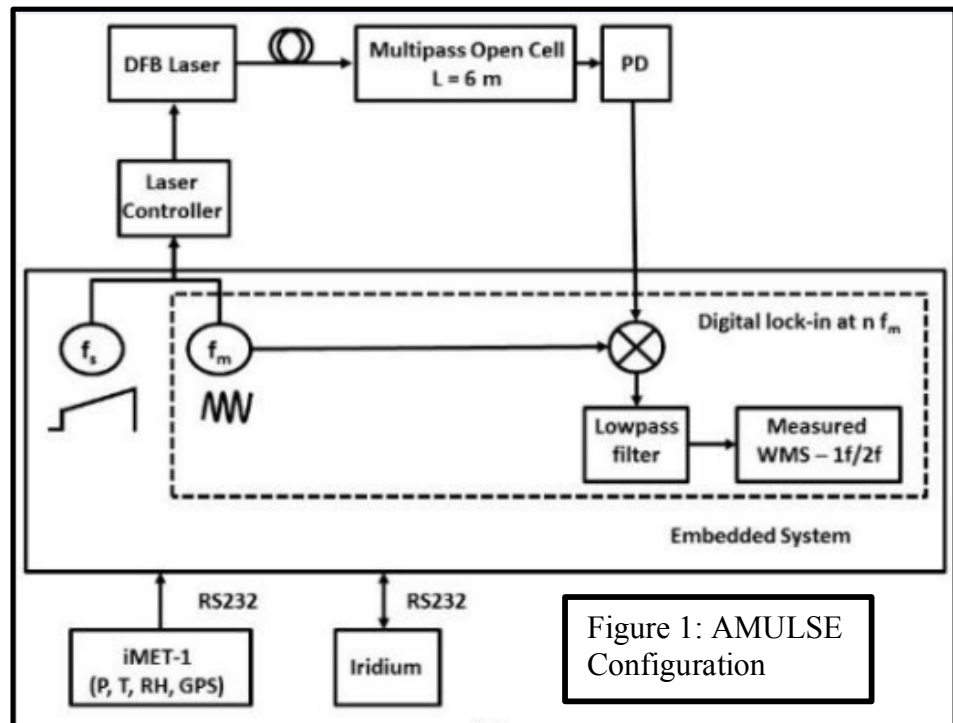 DFB Laser
Multipass Open Cell
L = 6 m
PD
Laser
Controller
fs
fm
Digital lock-in at n fm
Lowpass
filter
Measured
WMS – 1f/2f
Embedded System
RS232
RS232
iMET-1
(P, T, RH, GPS)
Iridium
Figure 1: AMULSE
Configuration